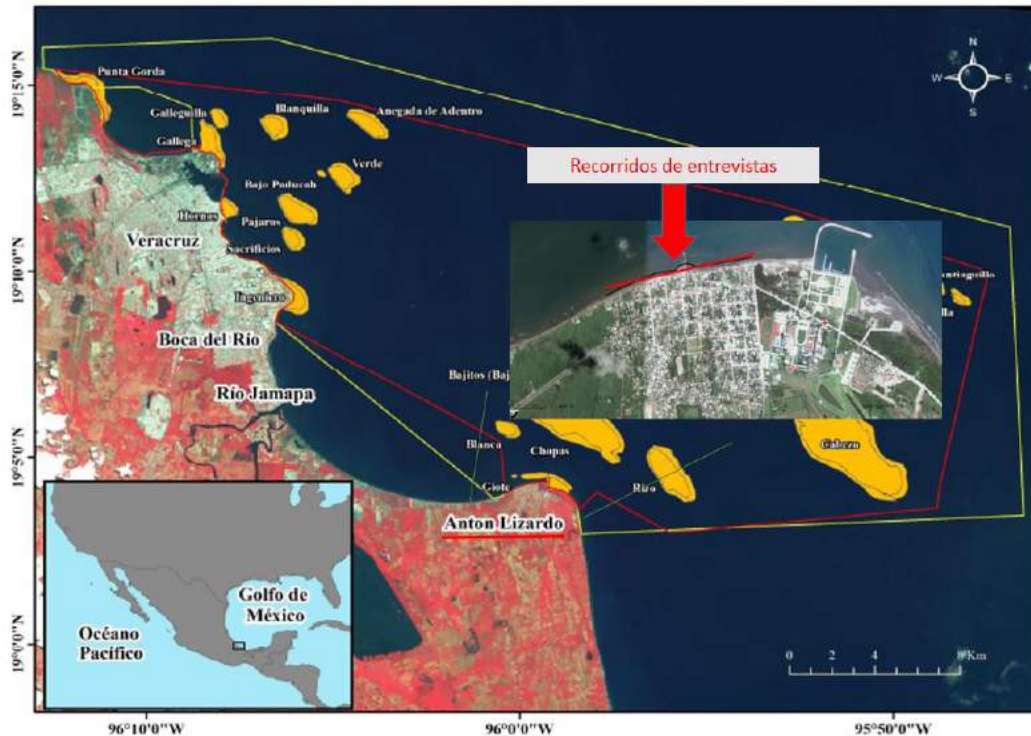 N
W
E
S
19°15'0"N
Punta Gorda
Galleguilla
Blanquilla
Anegada de Adentro
Gallega
Recorridos de entrevistas
Verde
Bajo Paducah
Hornos
Pajaros
Veracruz
Sacrificios
19°10'0"N
Ingeniero
Boca del Río
Bajitos (Baj
Río Jamapa
Blanca
Chopas
Cabezo
19°5'0"N
Giote
Rizo
Anton Lizardo
Golfo de
México
Océano
Pacífico
19°0'0"N
0 2 4 8 Km
96°10'0"W
96°0'0"W
95°50'0"W